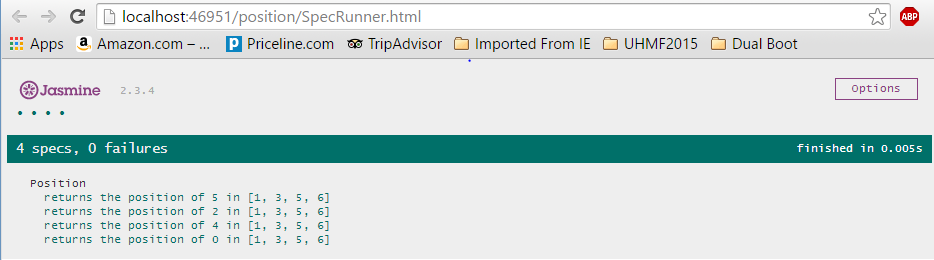 localhost:46951/position/SpecRunner.html
ABP
Apps Amazon.com – ... Priceline.com TripAdvisor Imported From IE UHMF2015 Dual Boot
Jasmine 2.3.4 Options
4 specs, 0 failures finished in 0.005s
Position
returns the position of 5 in [1, 3, 5, 6]
returns the position of 2 in [1, 3, 5, 6]
returns the position of 4 in [1, 3, 5, 6]
returns the position of 0 in [1, 3, 5, 6]